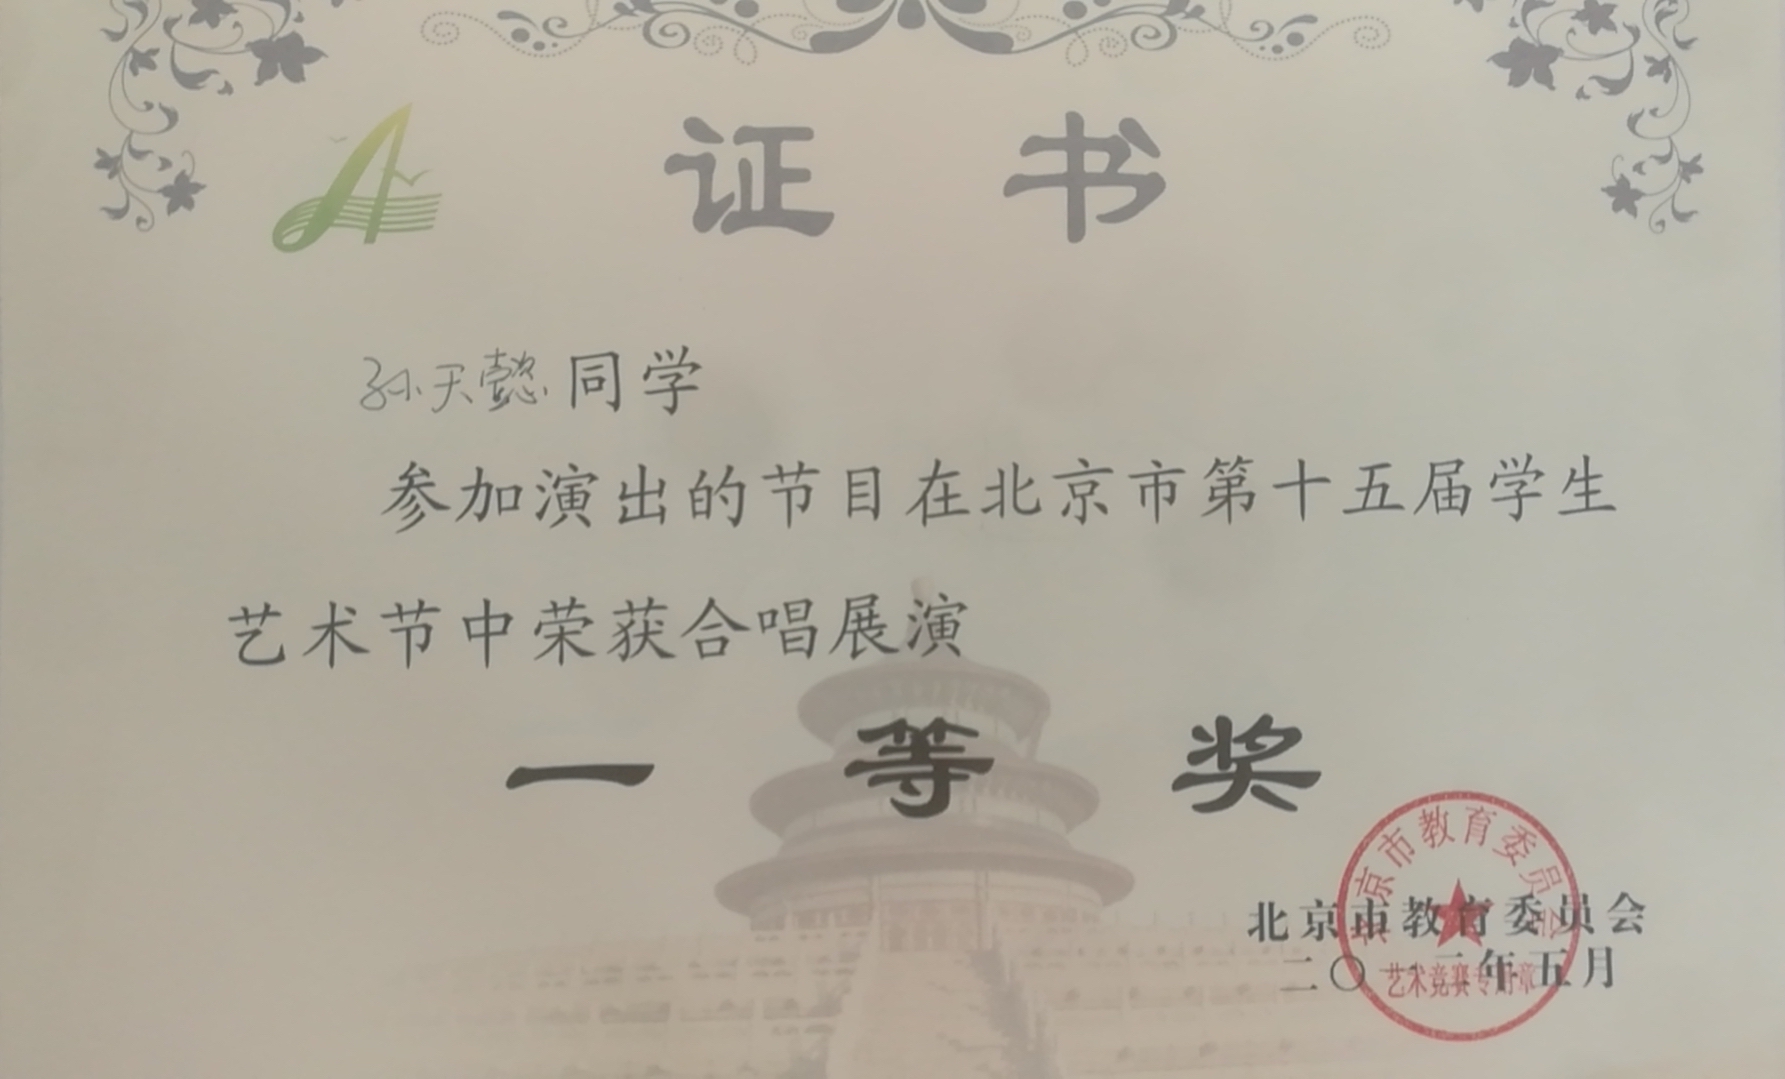 证书
孙天懿同学
参加演出的节目在北京市第十五届学生
艺术节中荣获合唱展演
一等奖
北京市教育委员会
二〇一二年五月
北京市教育委员会
艺术竞赛专用章